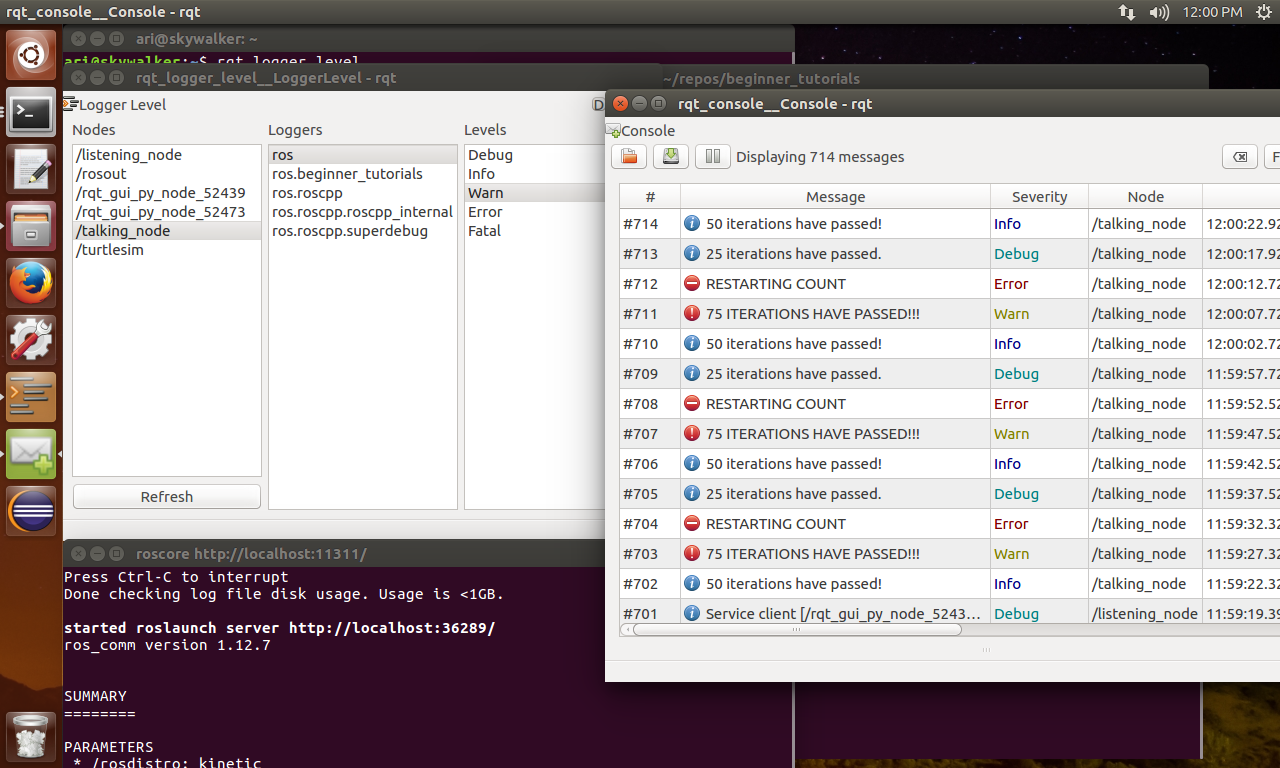 rqt_console__Console - rqt
12:00 PM
ari@skywalker: ~
ari@skywalker:~$ rqt_logger_level
rqt_logger_level__LoggerLevel - rqt
Logger Level
D
Nodes
/listening_node
/rosout
/rqt_gui_py_node_52439
/rqt_gui_py_node_52473
/talking_node
/turtlesim
Refresh
Loggers
ros
ros.beginner_tutorials
ros.roscpp
ros.roscpp.roscpp_internal
ros.roscpp.superdebug
Levels
Debug
Info
Warn
Error
Fatal
~/repos/beginner_tutorials
rqt_console__Console - rqt
Console
Displaying 714 messages
F
# Message Severity Node
#714 50 iterations have passed! Info /talking_node 12:00:22.92
#713 25 iterations have passed. Debug /talking_node 12:00:17.92
#712 RESTARTING COUNT Error /talking_node 12:00:12.72
#711 75 ITERATIONS HAVE PASSED!!! Warn /talking_node 12:00:07.72
#710 50 iterations have passed! Info /talking_node 12:00:02.72
#709 25 iterations have passed. Debug /talking_node 11:59:57.72
#708 RESTARTING COUNT Error /talking_node 11:59:52.52
#707 75 ITERATIONS HAVE PASSED!!! Warn /talking_node 11:59:47.52
#706 50 iterations have passed! Info /talking_node 11:59:42.52
#705 25 iterations have passed. Debug /talking_node 11:59:37.52
#704 RESTARTING COUNT Error /talking_node 11:59:32.32
#703 75 ITERATIONS HAVE PASSED!!! Warn /talking_node 11:59:27.32
#702 50 iterations have passed! Info /talking_node 11:59:22.32
#701 Service client [/rqt_gui_py_node_5243... Debug /listening_node 11:59:19.39
roscore http://localhost:11311/
Press Ctrl-C to interrupt
Done checking log file disk usage. Usage is <1GB.
started roslaunch server http://localhost:36289/
ros_comm version 1.12.7
SUMMARY
========
PARAMETERS
* /rosdistro: kinetic